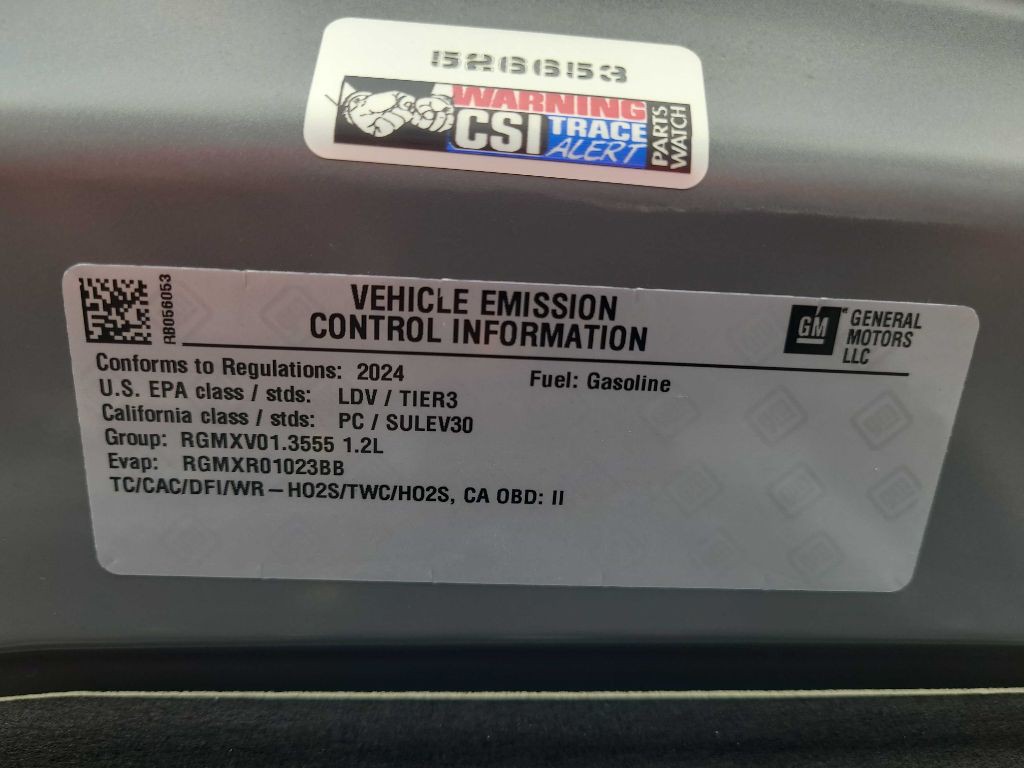 526653
WARNING
CSI TRACE
ALERT
PARTS
WATCH
RB056053
VEHICLE EMISSION
CONTROL INFORMATION
GM
GENERAL
MOTORS
LLC
Conforms to Regulations: 2024
Fuel: Gasoline
U.S. EPA class / stds: LDV / TIER3
California class / stds: PC / SULEV30
Group: RGMXV01.3555 1.2L
Evap: RGMXR01023BB
TC/CAC/DFI/WR–HO2S/TWC/HO2S, CA OBD: II